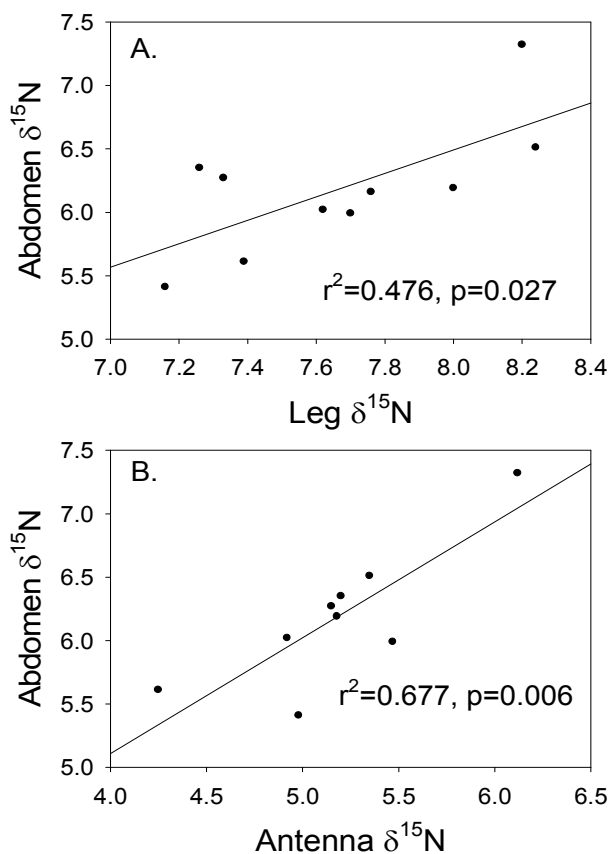 A.
Abdomen δ¹⁵N
7.5
7.0
6.5
6.0
5.5
5.0
r²=0.476, p=0.027
7.0 7.2 7.4 7.6 7.8 8.0 8.2 8.4
Leg δ¹⁵N
B.
Abdomen δ¹⁵N
7.5
7.0
6.5
6.0
5.5
5.0
r²=0.677, p=0.006
4.0 4.5 5.0 5.5 6.0 6.5
Antenna δ¹⁵N